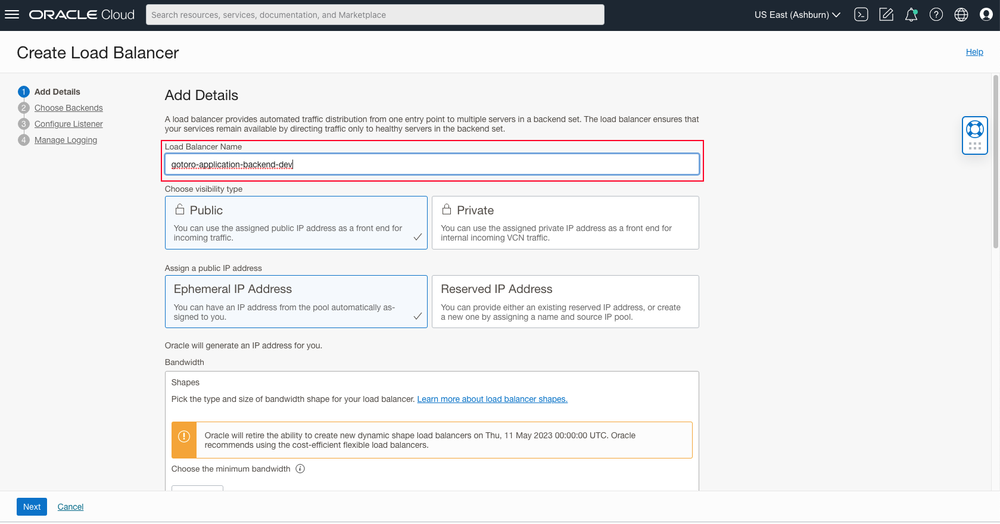 ORACLE Cloud
Search resources, services, documentation, and Marketplace
US East (Ashburn)
Create Load Balancer
Help
1 Add Details
2 Choose Backends
3 Configure Listener
4 Manage Logging
Add Details
A load balancer provides automated traffic distribution from one entry point to multiple servers in a backend set. The load balancer ensures that
your services remain available by directing traffic only to healthy servers in the backend set.
Load Balancer Name
gotoro-application-backend-dev
Choose visibility type
Public
You can use the assigned public IP address as a front end for
incoming traffic.
Private
You can use the assigned private IP address as a front end for
internal incoming VCN traffic.
Assign a public IP address
Ephemeral IP Address
You can have an IP address from the pool automatically as-
signed to you.
Reserved IP Address
You can provide either an existing reserved IP address, or create
a new one by assigning a name and source IP pool.
Oracle will generate an IP address for you.
Bandwidth
Shapes
Pick the type and size of bandwidth shape for your load balancer. Learn more about load balancer shapes.
Oracle will retire the ability to create new dynamic shape load balancers on Thu, 11 May 2023 00:00:00 UTC. Oracle
recommends using the cost-efficient flexible load balancers.
Choose the minimum bandwidth
Next
Cancel